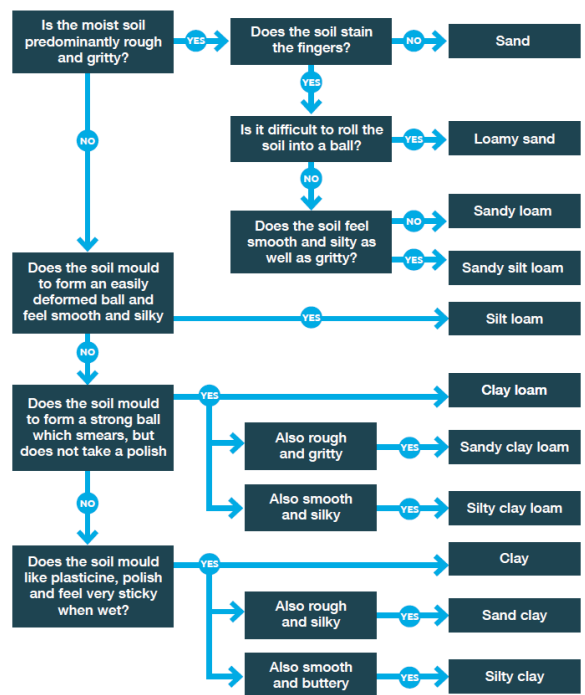 Is the moist soil
predominantly rough
and gritty?
YES
Does the soil stain
the fingers?
NO
Sand
YES
NO
Is it difficult to roll the
soil into a ball?
YES
Loamy sand
NO
Does the soil feel
smooth and silty as
well as gritty?
NO
Sandy loam
YES
Sandy silt loam
Does the soil mould
to form an easily
deformed ball and
feel smooth and silky
YES
Silt loam
NO
Does the soil mould
to form a strong ball
which smears, but
does not take a polish
YES
Clay loam
Also rough
and gritty
YES
Sandy clay loam
Also smooth
and silky
YES
Silty clay loam
NO
Does the soil mould
like plasticine, polish
and feel very sticky
when wet?
YES
Clay
Also rough
and silky
YES
Sand clay
Also smooth
and buttery
YES
Silty clay